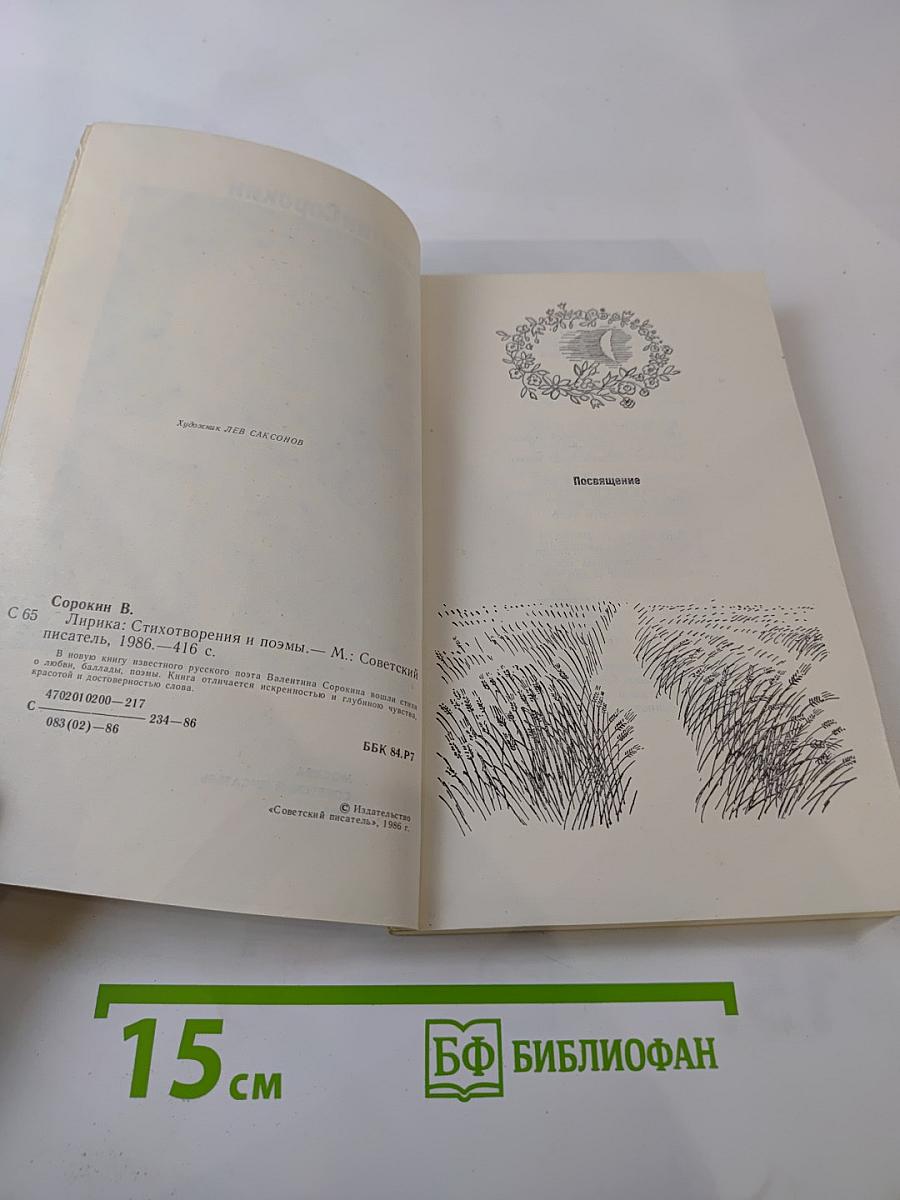 Художник ЛЕВ САКСОНОВ
Сорокин В.
С 65
Лирика: Стихотворения и поэмы.— М.: Советский
писатель, 1986.—416 с.
В новую книгу известного русского поэта Валентина Сорокина вошли стихи
о любви, баллады, поэмы. Книга отличается искренностью и глубиною чувства,
красотой и достоверностью слова.
4702010200—217
С 234—86
083(02)—86
ББК 84.Р7
© Издательство
«Советский писатель», 1986 г.
Посвящение
15 см
БФ БИБЛИОФАН